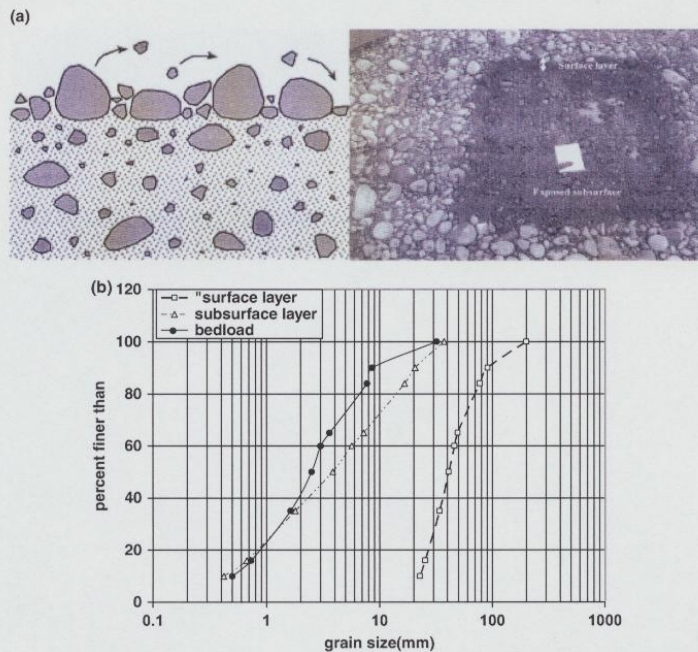 (a)
Surface layer
Exposed subsurface
(b)
120
100
80
60
40
20
0
percent finer than
"surface layer
subsurface layer
bedload
0.1
1
10
100
1000
grain size(mm)